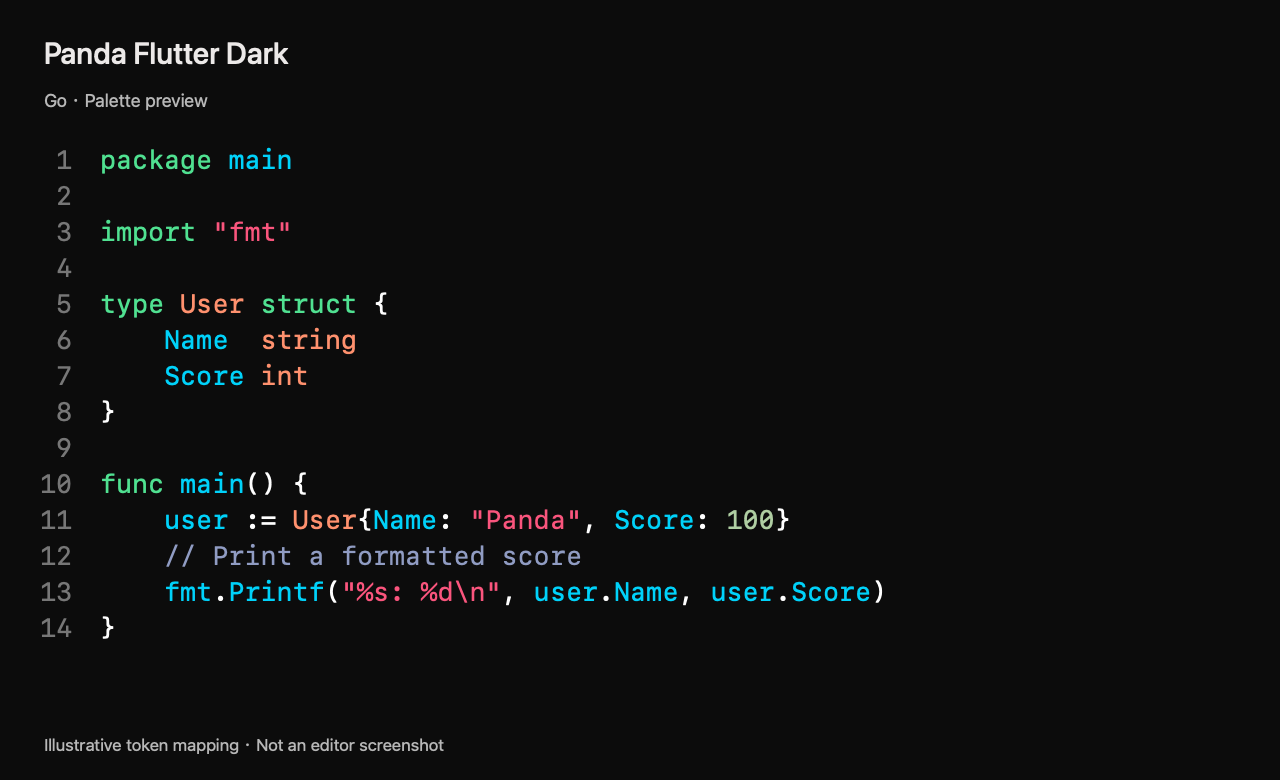 Panda Flutter Dark
Go · Palette preview
1 package main
2
3 import "fmt"
4
5 type User struct {
6     Name  string
7     Score int
8 }
9
10 func main() {
11     user := User{Name: "Panda", Score: 100}
12     // Print a formatted score
13     fmt.Printf("%s: %d\n", user.Name, user.Score)
14 }
Illustrative token mapping · Not an editor screenshot